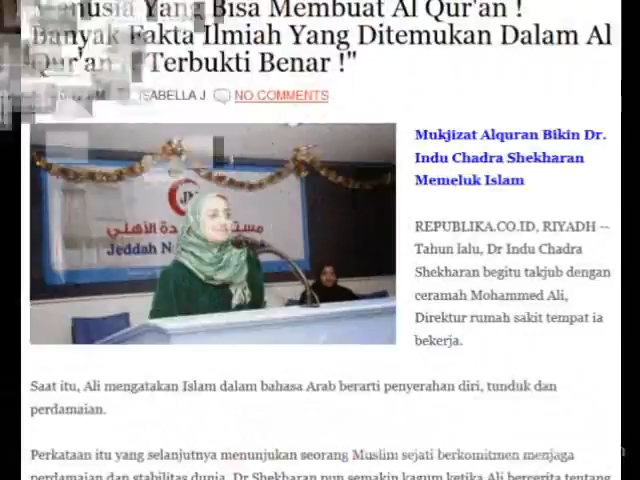 Manusia Yang Bisa Membuat Al Qur'an !
Banyak Fakta Ilmiah Yang Ditemukan Dalam Al
Qur'an Terbukti Benar !"
ISABELLA J NO COMMENTS
Mukjizat Alquran Bikin Dr.
Indu Chadra Shekharan
Memeluk Islam
REPUBLIKA.CO.ID, RIYADH --
Tahun lalu, Dr Indu Chadra
Shekharan begitu takjub dengan
ceramah Mohammed Ali,
Direktur rumah sakit tempat ia
bekerja.
الأهلي
Jeddah
Saat itu, Ali mengatakan Islam dalam bahasa Arab berarti penyerahan diri, tunduk dan
perdamaian.
Perkataan itu yang selanjutnya menunjukan seorang Muslim sejati berkomitmen menjaga
perdamaian dan stabilitas dunia. Dr Shekharan pun semakin kagum ketika Ali bercerita tentang